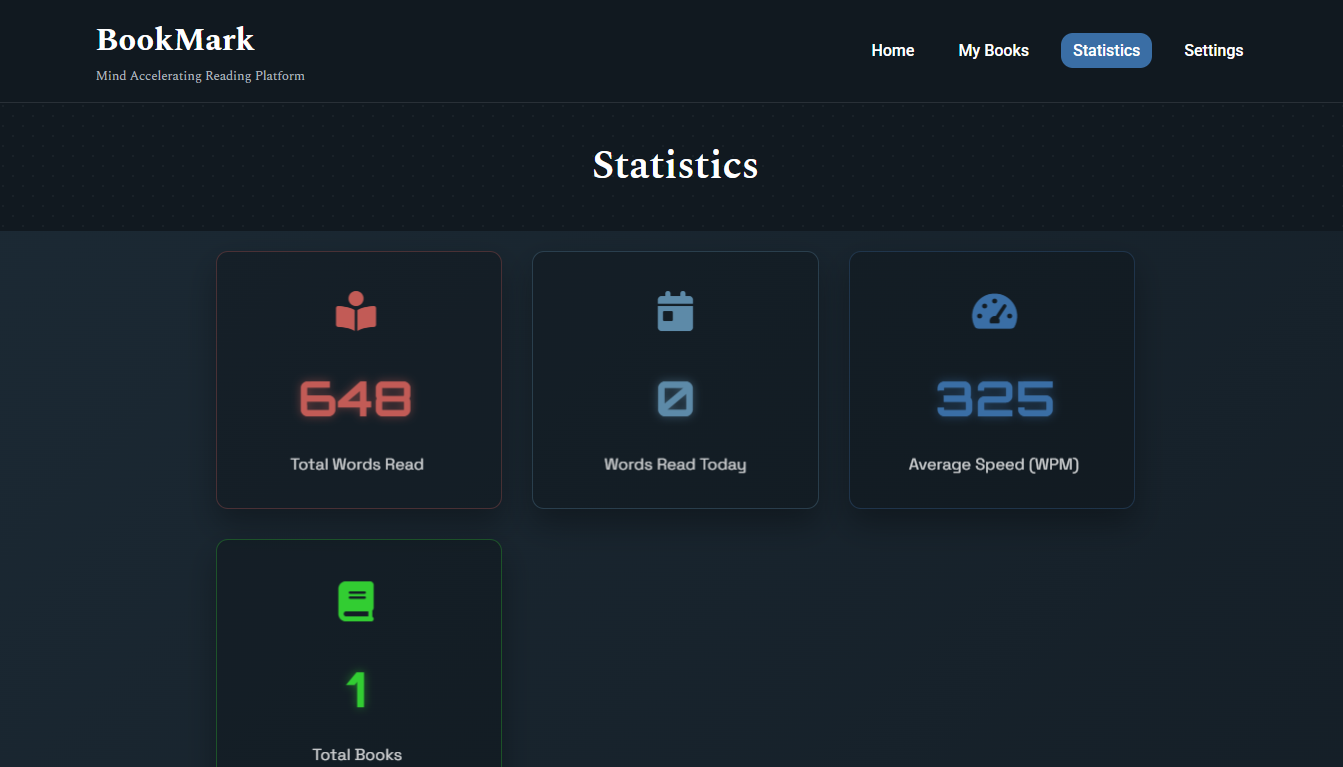 BookMark
Mind Accelerating Reading Platform
Home My Books Statistics Settings
Statistics
648
Total Words Read
0
Words Read Today
325
Average Speed (WPM)
1
Total Books